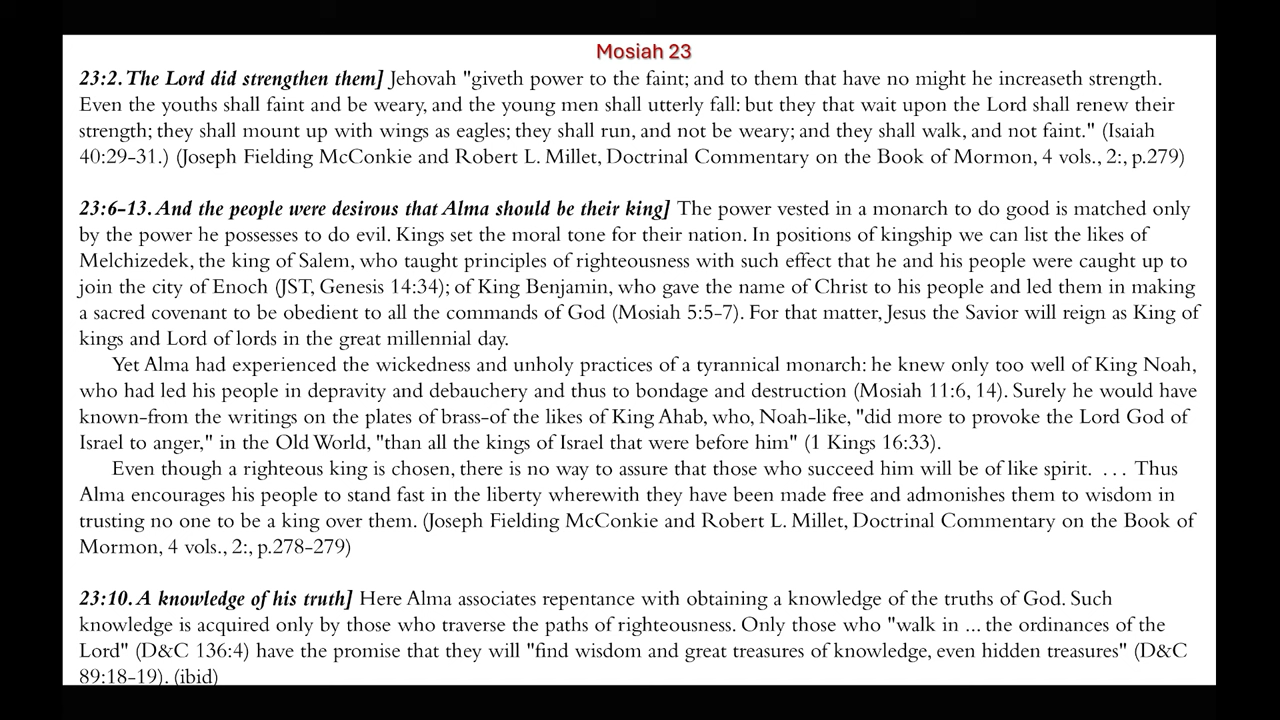 Mosiah 23
23:2. The Lord did strengthen them] Jehovah "giveth power to the faint; and to them that have no might he increaseth strength.
Even the youths shall faint and be weary, and the young men shall utterly fall: but they that wait upon the Lord shall renew their
strength; they shall mount up with wings as eagles; they shall run, and not be weary; and they shall walk, and not faint." (Isaiah
40:29-31.) (Joseph Fielding McConkie and Robert L. Millet, Doctrinal Commentary on the Book of Mormon, 4 vols., 2:, p.279)
23:6-13. And the people were desirous that Alma should be their king] The power vested in a monarch to do good is matched only
by the power he possesses to do evil. Kings set the moral tone for their nation. In positions of kingship we can list the likes of
Melchizedek, the king of Salem, who taught principles of righteousness with such effect that he and his people were caught up to
join the city of Enoch (JST, Genesis 14:34); of King Benjamin, who gave the name of Christ to his people and led them in making
a sacred covenant to be obedient to all the commands of God (Mosiah 5:5-7). For that matter, Jesus the Savior will reign as King of
kings and Lord of lords in the great millennial day.
Yet Alma had experienced the wickedness and unholy practices of a tyrannical monarch: he knew only too well of King Noah,
who had led his people in depravity and debauchery and thus to bondage and destruction (Mosiah 11:6, 14). Surely he would have
known-from the writings on the plates of brass-of the likes of King Ahab, who, Noah-like, "did more to provoke the Lord God of
Israel to anger," in the Old World, "than all the kings of Israel that were before him" (1 Kings 16:33).
Even though a righteous king is chosen, there is no way to assure that those who succeed him will be of like spirit. . . . Thus
Alma encourages his people to stand fast in the liberty wherewith they have been made free and admonishes them to wisdom in
trusting no one to be a king over them. (Joseph Fielding McConkie and Robert L. Millet, Doctrinal Commentary on the Book of
Mormon, 4 vols., 2:, p.278-279)
23:10. A knowledge of his truth] Here Alma associates repentance with obtaining a knowledge of the truths of God. Such
knowledge is acquired only by those who traverse the paths of righteousness. Only those who "walk in ... the ordinances of the
Lord" (D&C 136:4) have the promise that they will "find wisdom and great treasures of knowledge, even hidden treasures" (D&C
89:18-19). (ibid)